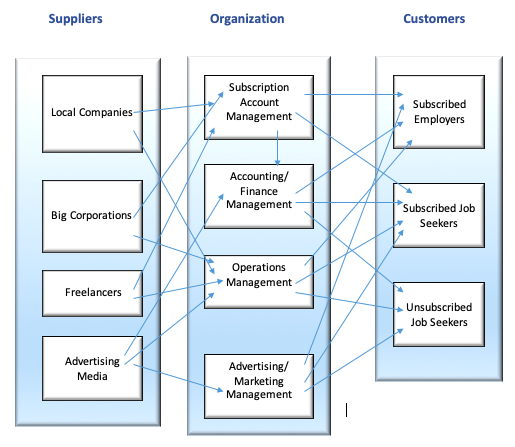 Suppliers
Organization
Customers
Local Companies
Big Corporations
Freelancers
Advertising
Media
Subscription
Account
Management
Accounting/
Finance
Management
Operations
Management
Advertising/
Marketing
Management
Subscribed
Employers
Subscribed Job
Seekers
Unsubscribed
Job Seekers